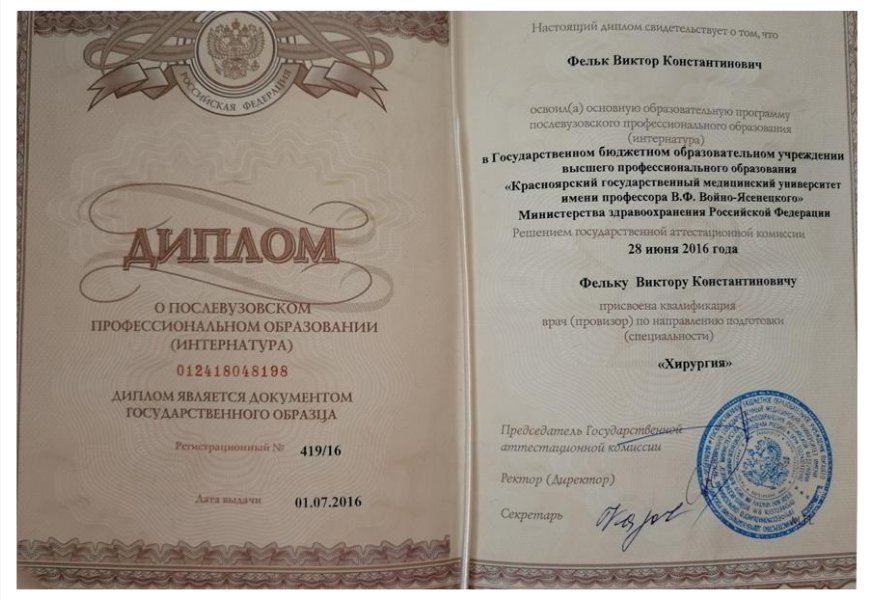 РОССИЙСКАЯ ФЕДЕРАЦИЯ
ДИПЛОМ
О ПОСЛЕВУЗОВСКОМ
ПРОФЕССИОНАЛЬНОМ ОБРАЗОВАНИИ
(ИНТЕРНАТУРА)
012418048198
ДИПЛОМ ЯВЛЯЕТСЯ ДОКУМЕНТОМ
ГОСУДАРСТВЕННОГО ОБРАЗЦА
Регистрационный № 419/16
Дата выдачи 01.07.2016
Настоящий диплом свидетельствует о том, что
Фельк Виктор Константинович
освоил(а) основную образовательную программу
послевузовского профессионального образования
(интернатура)
в Государственном бюджетном образовательном учреждении
высшего профессионального образования
«Красноярский государственный медицинский университет
имени профессора В.Ф. Войно-Ясенецкого»
Министерства здравоохранения Российской Федерации
Решением государственной аттестационной комиссии
28 июня 2016 года
Фельку Виктору Константиновичу
присвоена квалификация
врач (провизор) по направлению подготовки
(специальности)
«Хирургия»
Председатель Государственной
аттестационной комиссии
Ректор (Директор)
Секретарь